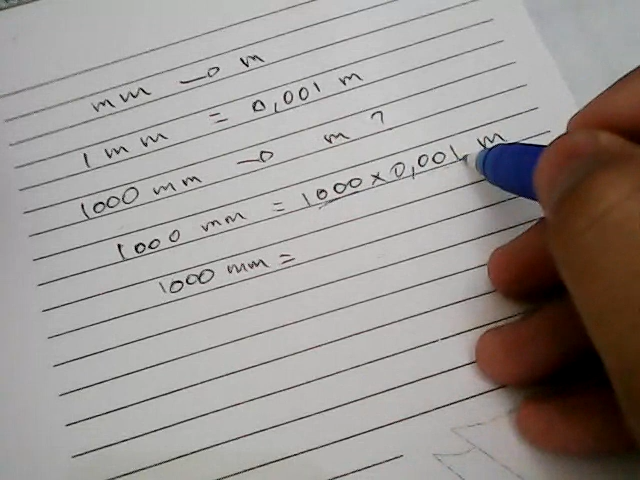 mm → m
1 mm = 0,001 m
1000 mm → m ?
1000 mm = 1000 × 0,001 m
1000 mm =